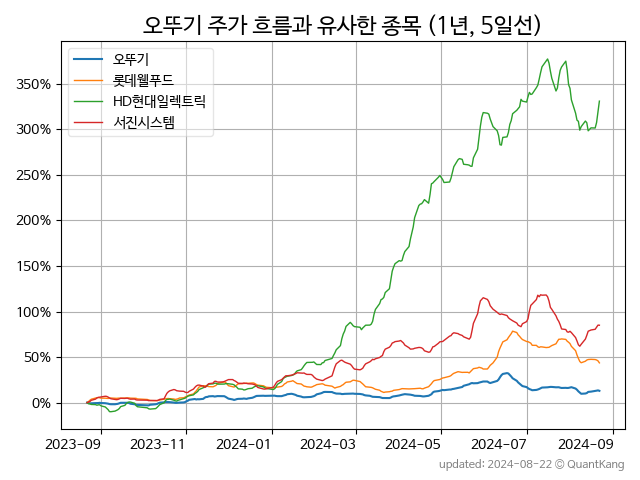 오뚜기 주가 흐름과 유사한 종목 (1년, 5일선)
오뚜기
롯데웰푸드
HD현대일렉트릭
서진시스템
350%
300%
250%
200%
150%
100%
50%
0%
2023-09 2023-11 2024-01 2024-03 2024-05 2024-07 2024-09
updated: 2024-08-22 © QuantKang